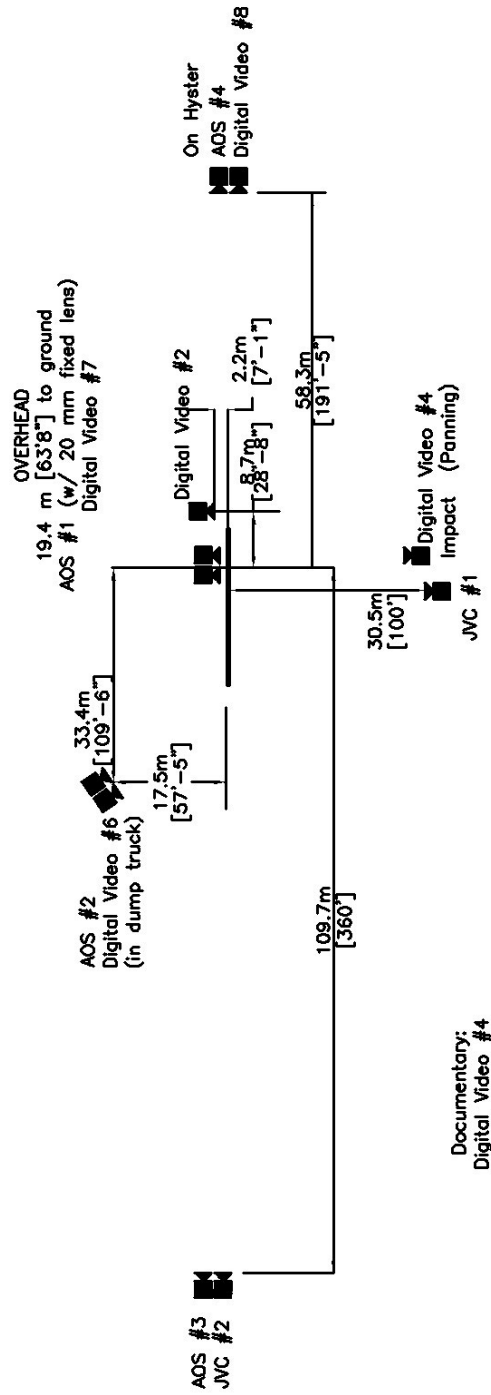 OVERHEAD
19.4 m [63'8"] to ground
AOS #1 (w/ 20 mm fixed lens)
Digital Video #7
On Hyster
AOS #4
Digital Video #8
Digital Video #2
2.2m
[7'-1"]
8.7m
[28'-8"]
58.3m
[191'-5"]
33.4m
[109'-6"]
17.5m
[57'-5"]
AOS #2
Digital Video #6
(in dump truck)
30.5m
[100']
Digital Video #4
Impact (Panning)
JVC #1
109.7m
[360']
AOS #3
JVC #2
Documentary:
Digital Video #4